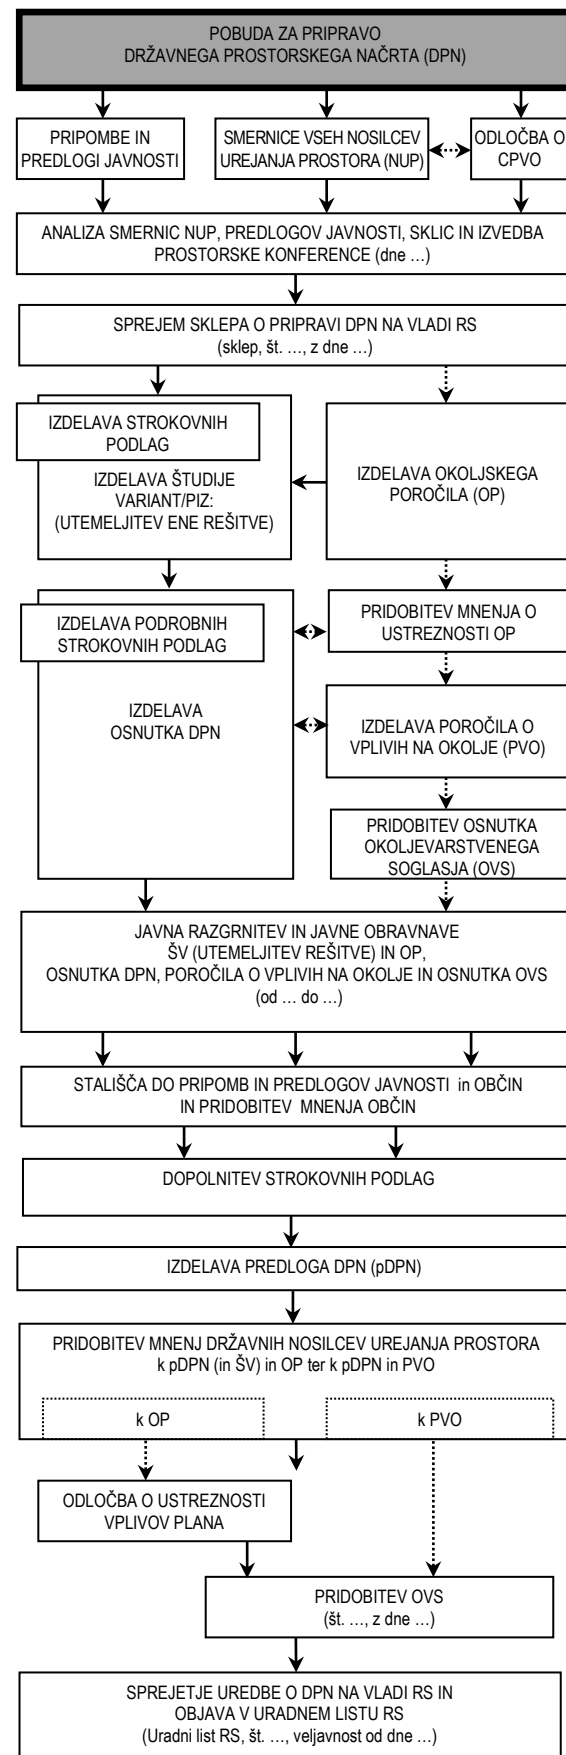 POBUDA ZA PRIPRAVO
DRŽAVNEGA PROSTORSKEGA NAČRTA (DPN)
PRIPOMBE IN
PREDLOGI JAVNOSTI
SMERNICE VSEH NOSILCEV
UREJANJA PROSTORA (NUP)
ODLOČBA O
CPVO
ANALIZA SMERNIC NUP, PREDLOGOV JAVNOSTI, SKLIC IN IZVEDBA
PROSTORSKE KONFERENCE (dne …)
SPREJEM SKLEPA O PRIPRAVI DPN NA VLADI RS
(sklep, št. …, z dne …)
IZDELAVA STROKOVNIH
PODLAG
IZDELAVA ŠTUDIJE
VARIANT/PIZ:
(UTEMELJITEV ENE REŠITVE)
IZDELAVA OKOLJSKEGA
POROČILA (OP)
IZDELAVA PODROBNIH
STROKOVNIH PODLAG
IZDELAVA
OSNUTKA DPN
PRIDOBITEV MNENJA O
USTREZNOSTI OP
IZDELAVA POROČILA O
VPLIVIH NA OKOLJE (PVO)
PRIDOBITEV OSNUTKA
OKOLJEVARSTVENEGA
SOGLASJA (OVS)
JAVNA RAZGRNITEV IN JAVNE OBRAVNAVE
ŠV (UTEMELJITEV REŠITVE) IN OP,
OSNUTKA DPN, POROČILA O VPLIVIH NA OKOLJE IN OSNUTKA OVS
(od … do …)
STALIŠČA DO PRIPOMB IN PREDLOGOV JAVNOSTI in OBČIN
IN PRIDOBITEV MNENJA OBČIN
DOPOLNITEV STROKOVNIH PODLAG
IZDELAVA PREDLOGA DPN (pDPN)
PRIDOBITEV MNENJ DRŽAVNIH NOSILCEV UREJANJA PROSTORA
k pDPN (in ŠV) in OP ter k pDPN in PVO
k OP
k PVO
ODLOČBA O USTREZNOSTI
VPLIVOV PLANA
PRIDOBITEV OVS
(št. …, z dne …)
SPREJETJE UREDBE O DPN NA VLADI RS IN
OBJAVA V URADNEM LISTU RS
(Uradni list RS, št. …, veljavnost od dne …)